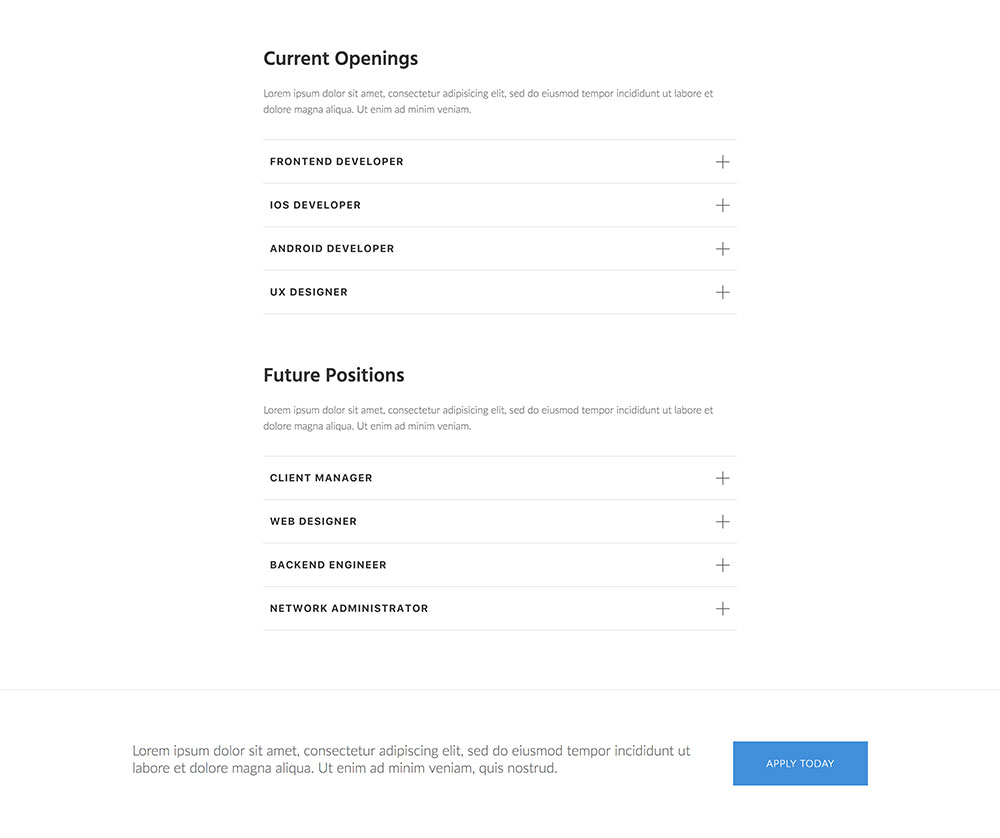 Current Openings
Lorem ipsum dolor sit amet, consectetur adipisicing elit, sed do eiusmod tempor incididunt ut labore et
dolore magna aliqua. Ut enim ad minim veniam.
FRONTEND DEVELOPER
IOS DEVELOPER
ANDROID DEVELOPER
UX DESIGNER
Future Positions
Lorem ipsum dolor sit amet, consectetur adipisicing elit, sed do eiusmod tempor incididunt ut labore et
dolore magna aliqua. Ut enim ad minim veniam.
CLIENT MANAGER
WEB DESIGNER
BACKEND ENGINEER
NETWORK ADMINISTRATOR
Lorem ipsum dolor sit amet, consectetur adipiscing elit, sed do eiusmod tempor incididunt ut
labore et dolore magna aliqua. Ut enim ad minim veniam, quis nostrud.
APPLY TODAY